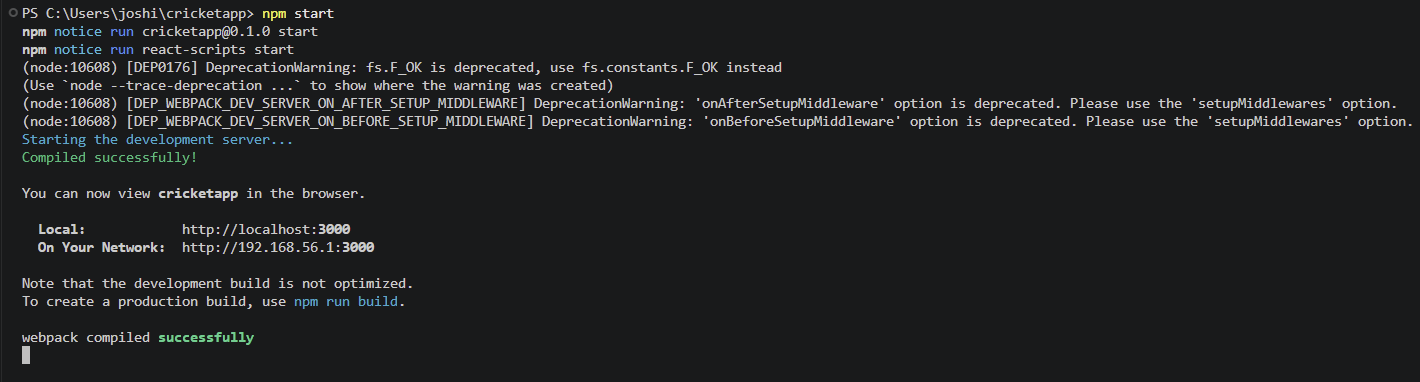 PS C:\Users\joshi\cricketapp> npm start
npm notice run cricketapp@0.1.0 start
npm notice run react-scripts start
(node:10608) [DEP0176] DeprecationWarning: fs.F_OK is deprecated, use fs.constants.F_OK instead
(Use `node --trace-deprecation ...` to show where the warning was created)
(node:10608) [DEP_WEBPACK_DEV_SERVER_ON_AFTER_SETUP_MIDDLEWARE] DeprecationWarning: 'onAfterSetupMiddleware' option is deprecated. Please use the 'setupMiddlewares' option.
(node:10608) [DEP_WEBPACK_DEV_SERVER_ON_BEFORE_SETUP_MIDDLEWARE] DeprecationWarning: 'onBeforeSetupMiddleware' option is deprecated. Please use the 'setupMiddlewares' option.
Starting the development server...
Compiled successfully!

You can now view cricketapp in the browser.

  Local:            http://localhost:3000
  On Your Network:  http://192.168.56.1:3000

Note that the development build is not optimized.
To create a production build, use npm run build.

webpack compiled successfully